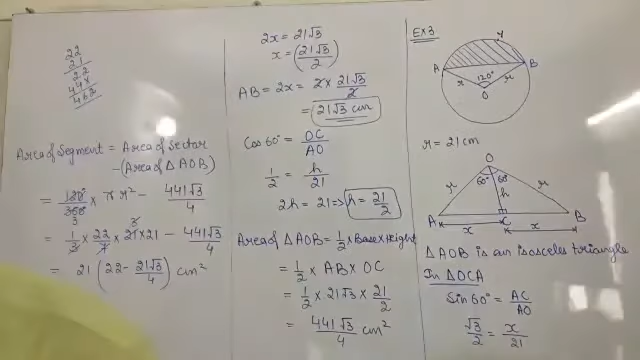 22
21
22
44×
462
Area of Segment = Area of Sector
-(Area of △AOB)
= 120°/360° × π r² - 441√3/4
= 1/3 × 22/7 × 21 × 21 - 441√3/4
3
= 21 (22 - 21√3/4) cm²
2x = 21√3
x = (21√3/2)
AB = 2x = 2 × 21√3/2
= 21√3 cm
Cos 60° = OC/AO
1/2 = h/21
2h = 21 ⇒ h = 21/2
Area of △AOB = 1/2 × Base × Height
= 1/2 × AB × OC
= 1/2 × 21√3 × 21/2
= 441√3/4 cm²
EX 3
Y
A B
120°
r r
O
r = 21 cm
O
60° 60°
r h r
A C B
x x
△AOB is an isosceles triangle
In △OCA
Sin 60° = AC/AO
√3/2 = x/21